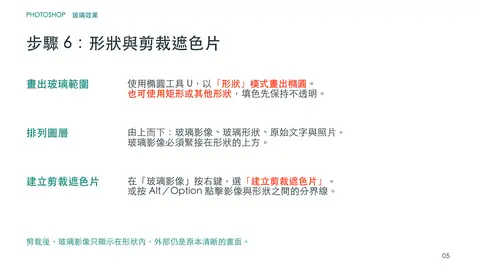 PHOTOSHOP 玻璃效果
步驟 6：形狀與剪裁遮色片
畫出玻璃範圍
使用橢圓工具 U，以「形狀」模式畫出橢圓。
也可使用矩形或其他形狀，填色先保持不透明。
排列圖層
由上而下：玻璃影像、玻璃形狀、原始文字與照片。
玻璃影像必須緊接在形狀的上方。
建立剪裁遮色片
在「玻璃影像」按右鍵，選「建立剪裁遮色片」。
或按 Alt／Option 點擊影像與形狀之間的分界線。
剪裁後，玻璃影像只顯示在形狀內，外部仍是原本清晰的畫面。
05